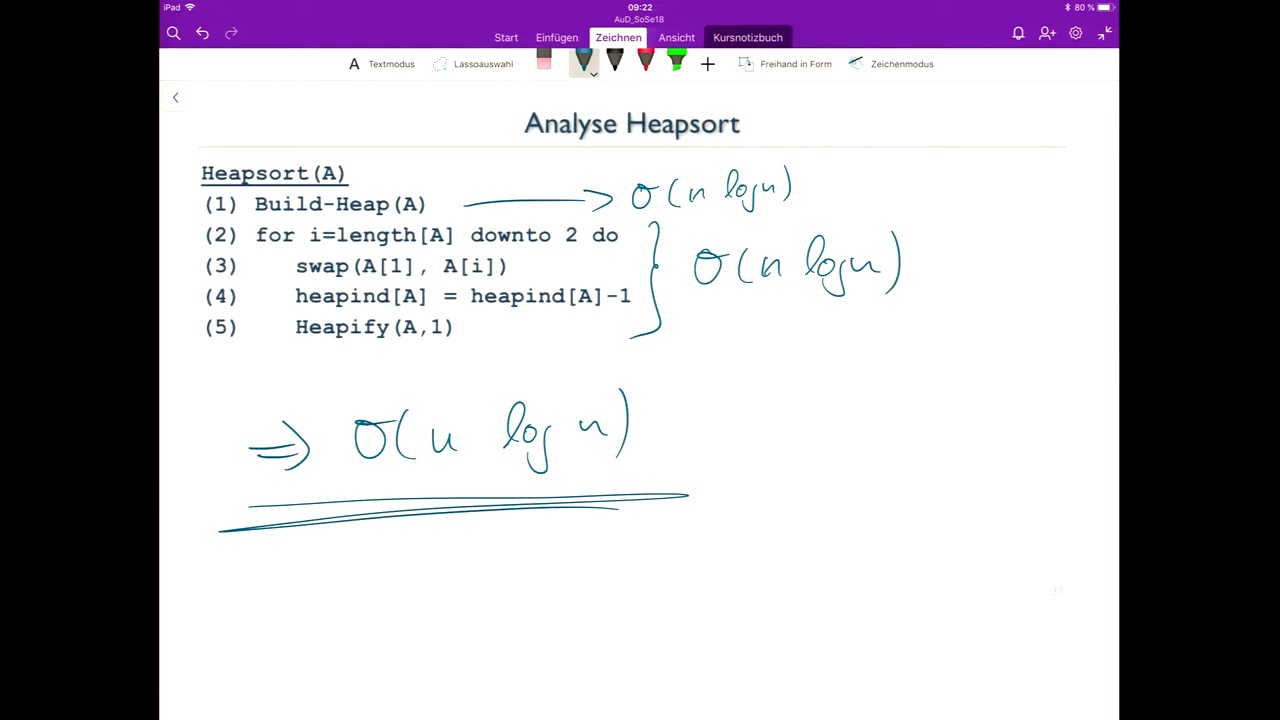 iPad 09:22 80 %
AuD_SoSe18
Start Einfügen Zeichnen Ansicht Kursnotizbuch
A Textmodus Lassoauswahl Freihand in Form Zeichenmodus
Analyse Heapsort
Heapsort(A)
(1) Build-Heap(A) → O(n log n)
(2) for i=length[A] downto 2 do
(3) swap(A[1], A[i]) } O(n log n)
(4) heapind[A] = heapind[A]-1
(5) Heapify(A,1)
⇒ O(n log n)
37